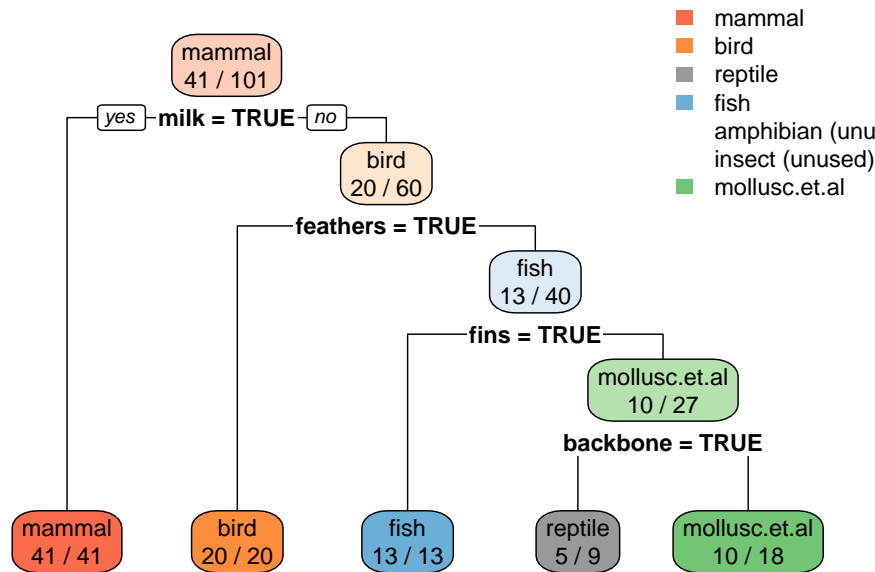 mammal
41 / 101
yes milk = TRUE no
bird
20 / 60
feathers = TRUE
fish
13 / 40
fins = TRUE
mollusc.et.al
10 / 27
backbone = TRUE
mammal
41 / 41
bird
20 / 20
fish
13 / 13
reptile
5 / 9
mollusc.et.al
10 / 18
mammal
bird
reptile
fish
amphibian (unu
insect (unused)
mollusc.et.al